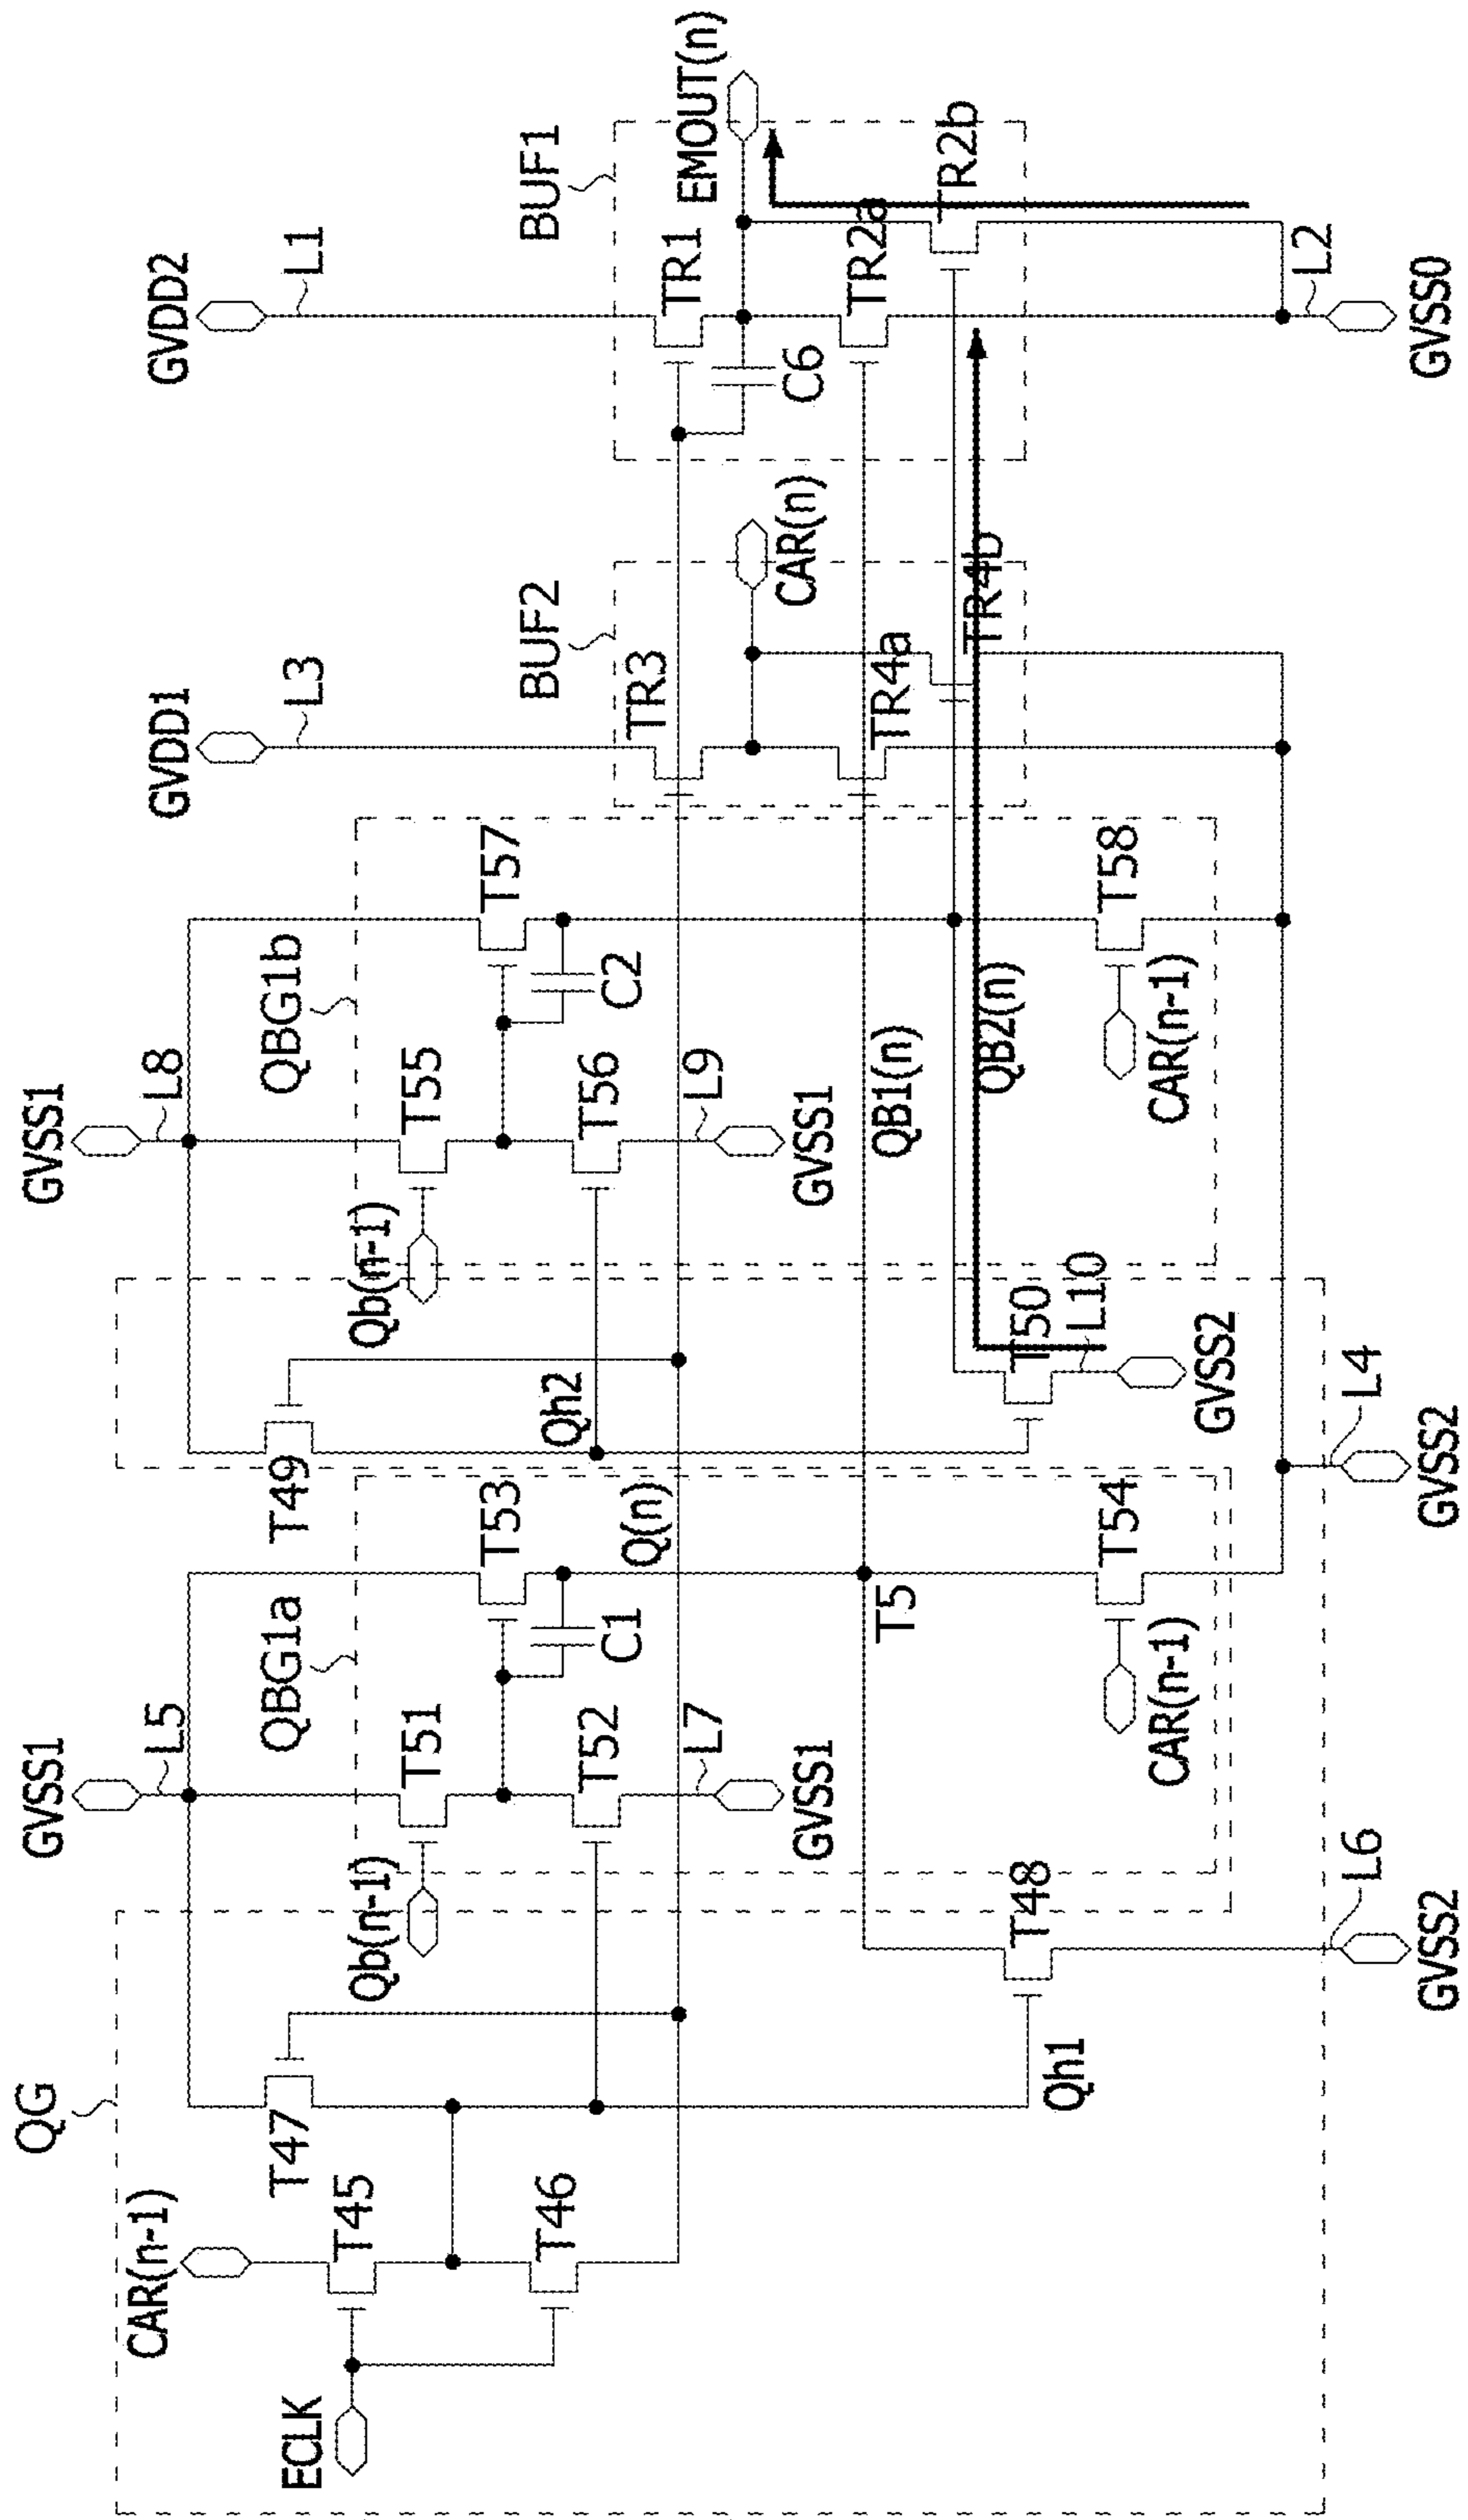 GVSS1
L5
GVSS1
L8
GVDD1
L3
GVDD2
L1
QG
CAR(n-1)
T47
T49
QBG1a
QBG1b
BUF2
BUF1
ECLK
T45
Qb(n-1)
T51
Qb(n-1)
T55
T46
T53
Qh2
T57
T52
C1
Q(n)
T56
C2
TR3
TR1
EMOUT(n)
L7
GVSS1
L9
GVSS1
CAR(n)
C6
T5
QB1(n)
TR4a
TR2a
QB2(n)
TR4b
TR2b
Qh1
T48
T50
L10
T54
CAR(n-1)
T58
CAR(n-1)
GVSS2
L6
GVSS2
L4
GVSS2
L2
GVSS0